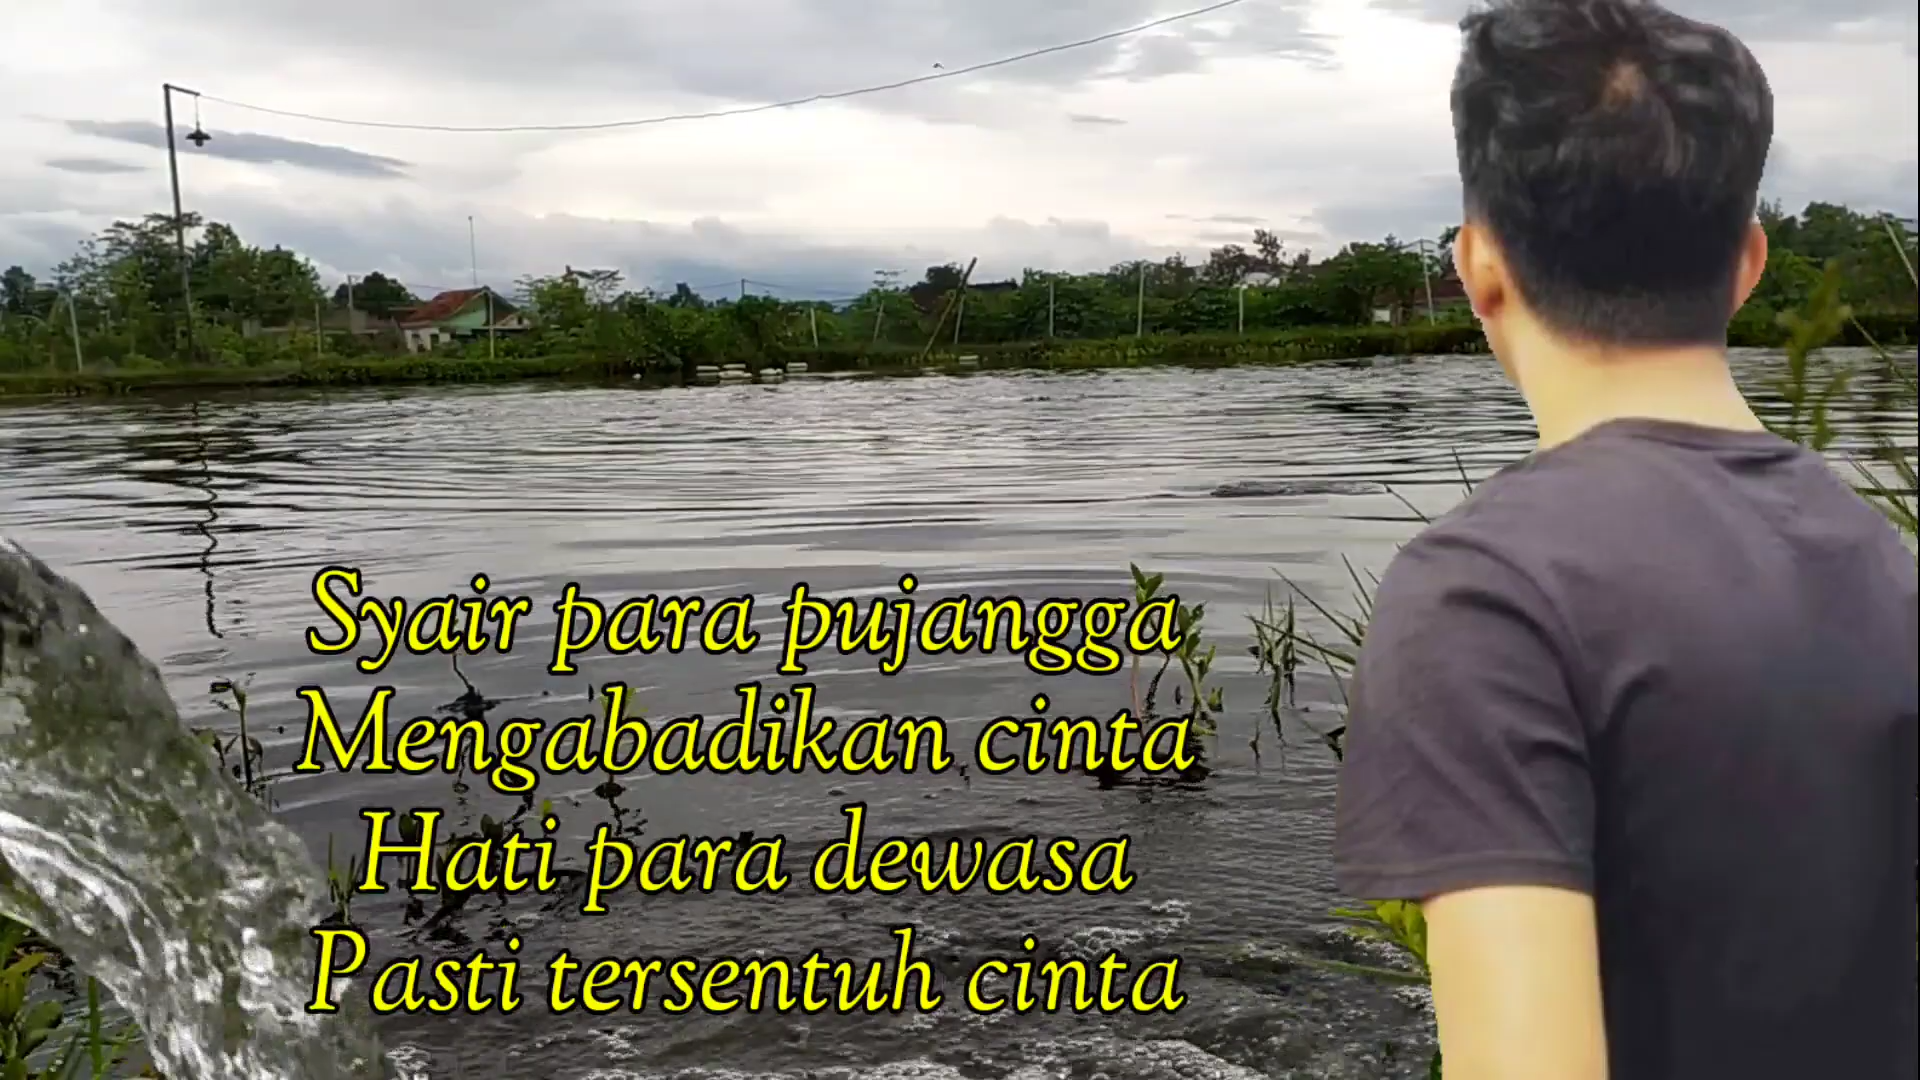 Syair para pujangga
Mengabadikan cinta
Hati para dewasa
Pasti tersentuh cinta